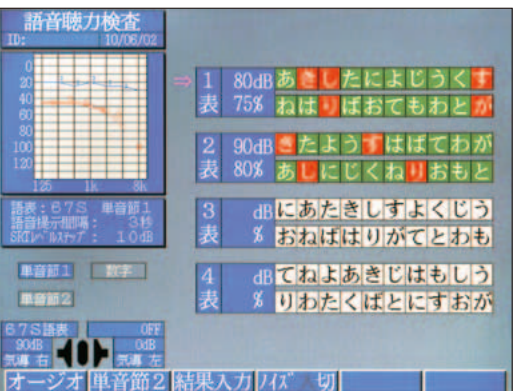 語音聴力検査
ID: 10/06/02
0
20
40
60
80
100
120
125 1k 8k
語表:67S 単音節1
語音提示間隔: 3秒
SRTレベルステップ: 10dB
単音節1 数字
単音節2
67S語表 OFF
90dB 0dB
気導 右 気導 左
⇒ 1 80dB あきしたによじうくす
表 75% ねはりばおてもわとが
2 90dB きたようすはばてわが
表 80% あしにじくねりおもと
3 dB にあたきしすよくじう
表 % おねばはりがてとわも
4 dB てねよあきじはもしう
表 % りわたくばとにすおが
オージオ 単音節2 結果入力 ノイズ 切